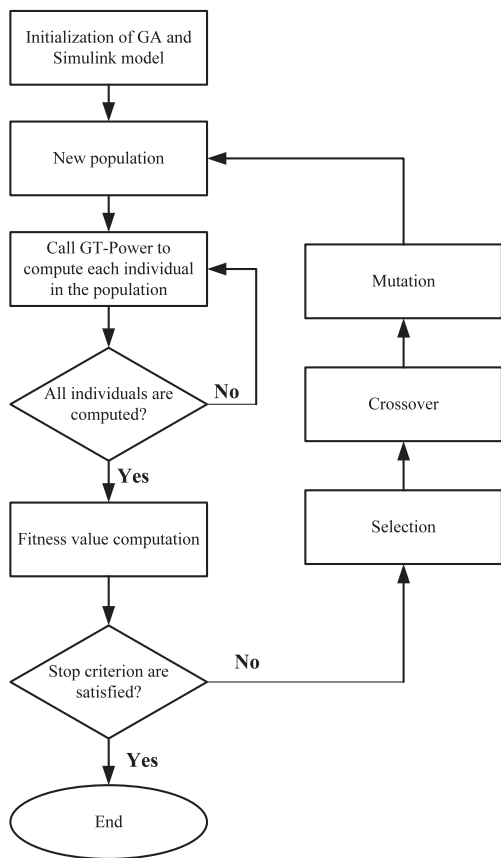 Initialization of GA and
Simulink model
New population
Call GT-Power to
compute each individual
in the population
All individuals are
computed?
No
Yes
Fitness value computation
Stop criterion are
satisfied?
No
Yes
End
Mutation
Crossover
Selection